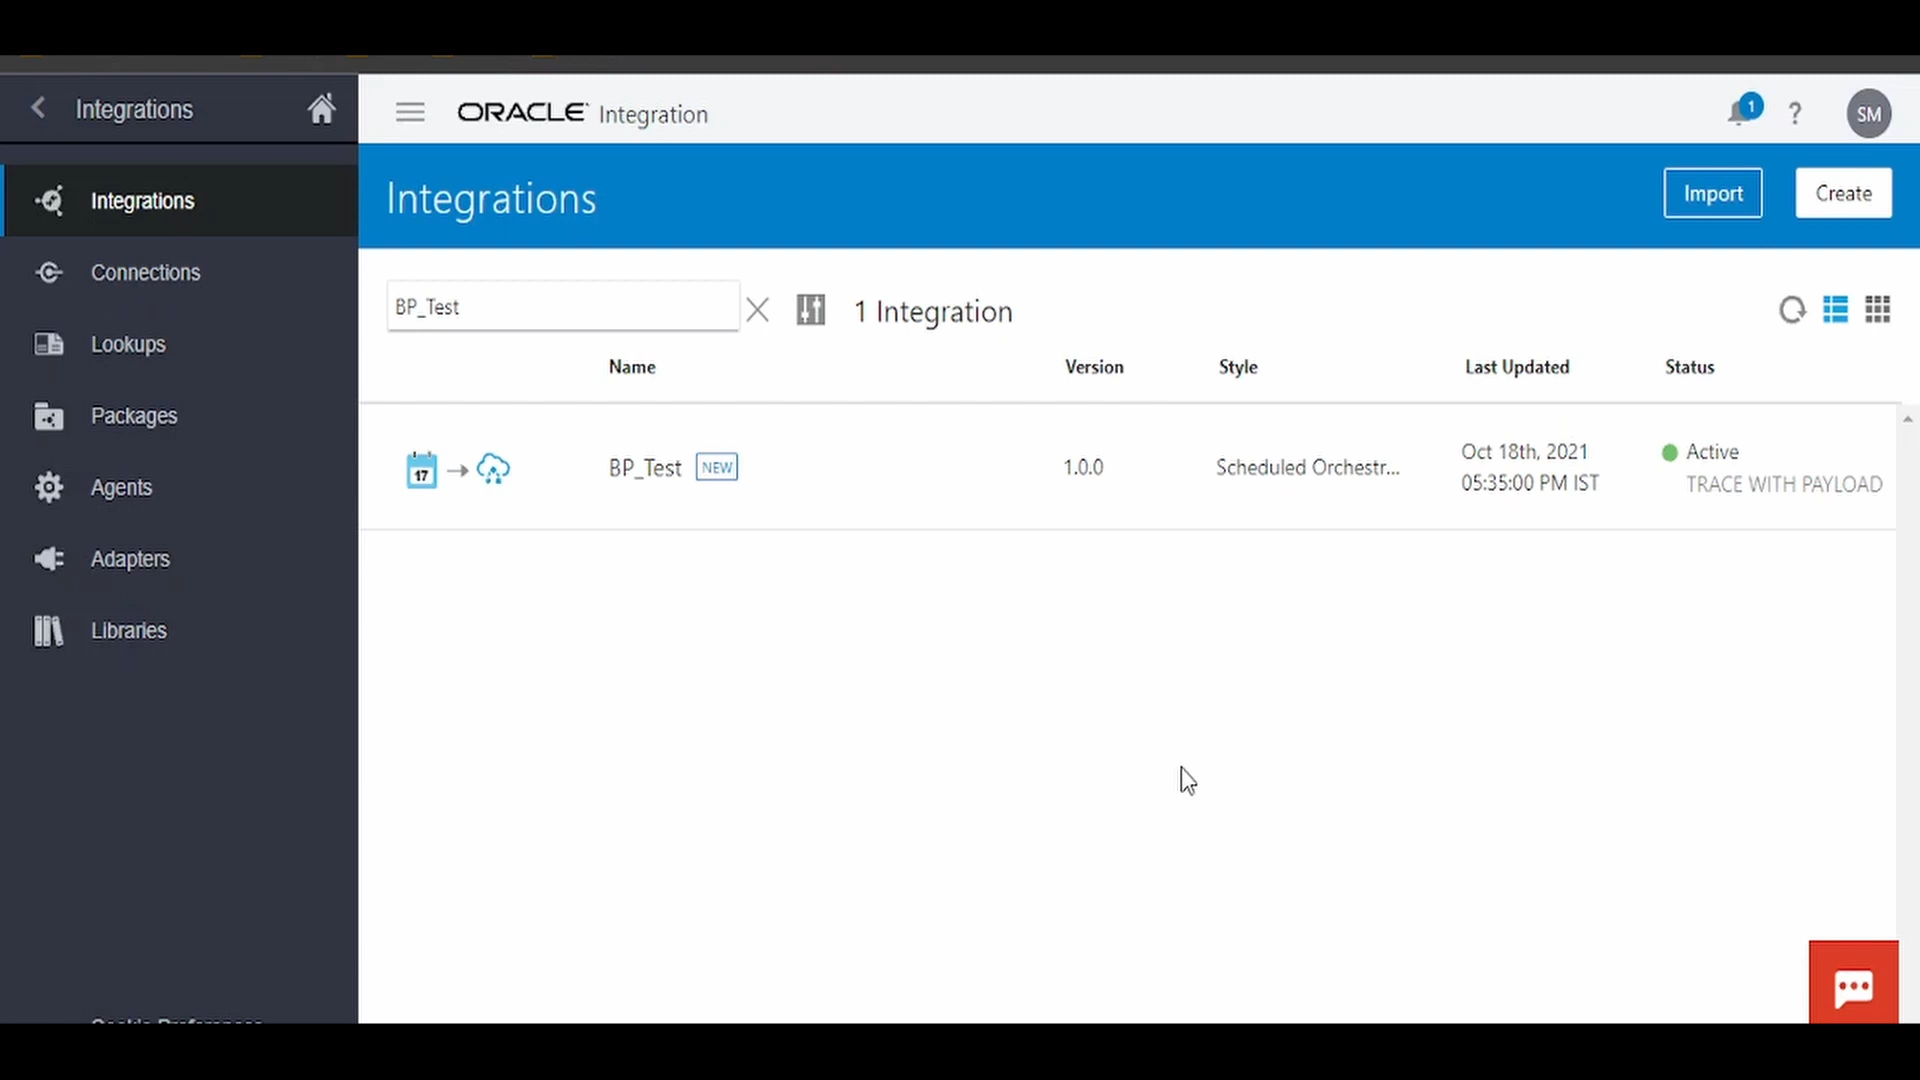 Integrations
ORACLE Integration
1
?
SM
Integrations
Connections
Lookups
Packages
Agents
Adapters
Libraries
Integrations
Import
Create
BP_Test
1 Integration
Name
Version
Style
Last Updated
Status
17
BP_Test NEW
1.0.0
Scheduled Orchestr...
Oct 18th, 2021
05:35:00 PM IST
Active
TRACE WITH PAYLOAD